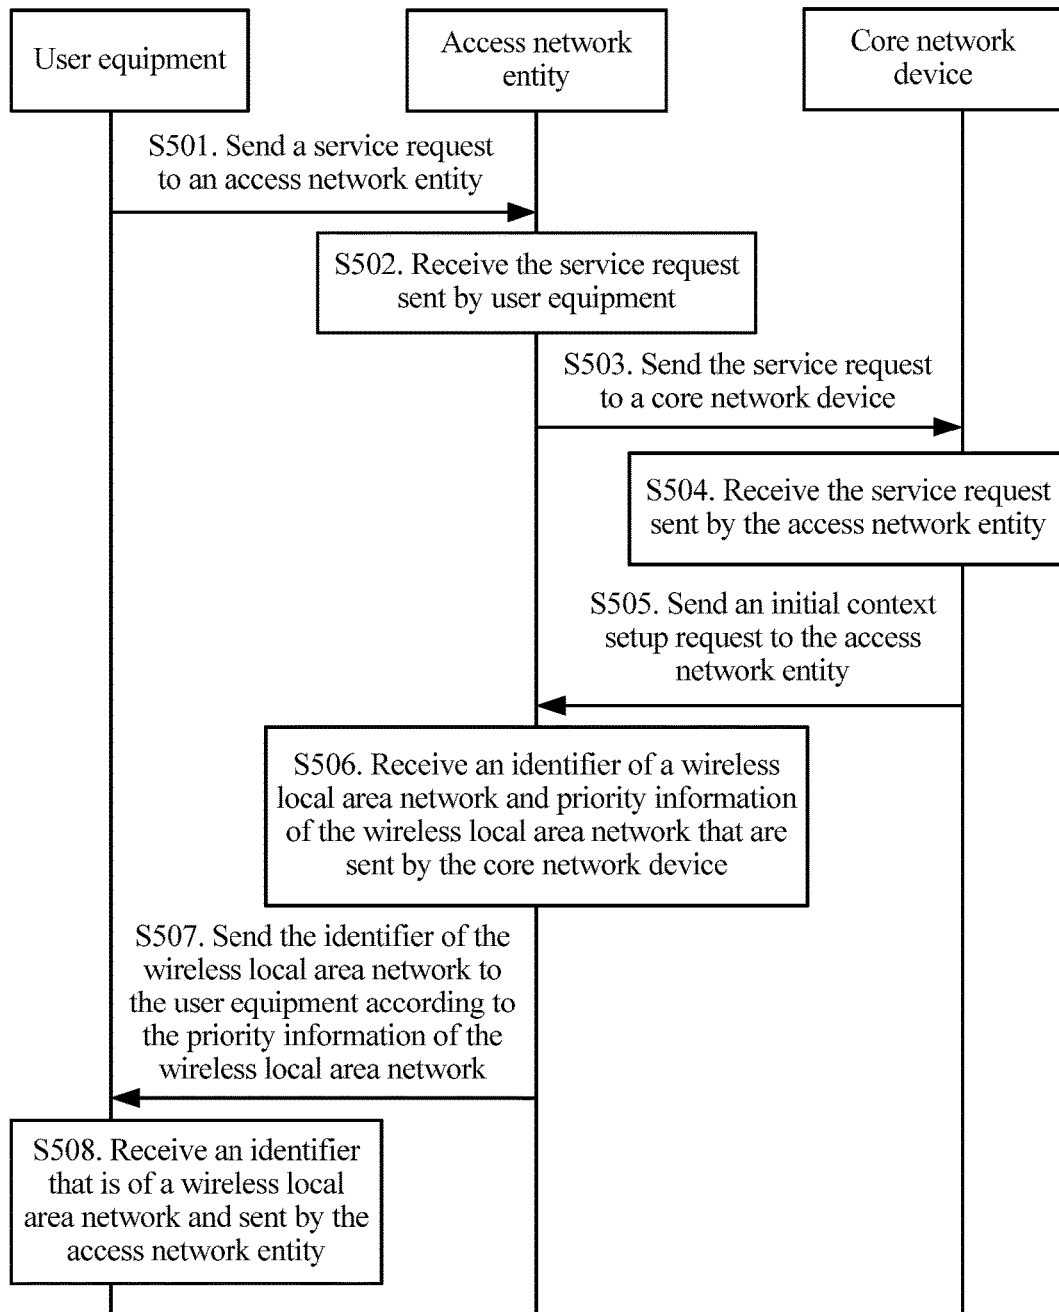 User equipment
Access network
entity
Core network
device
S501. Send a service request
to an access network entity
S502. Receive the service request
sent by user equipment
S503. Send the service request
to a core network device
S504. Receive the service request
sent by the access network entity
S505. Send an initial context
setup request to the access
network entity
S506. Receive an identifier of a wireless
local area network and priority information
of the wireless local area network that are
sent by the core network device
S507. Send the identifier of the
wireless local area network to
the user equipment according to
the priority information of the
wireless local area network
S508. Receive an identifier
that is of a wireless local
area network and sent by the
access network entity